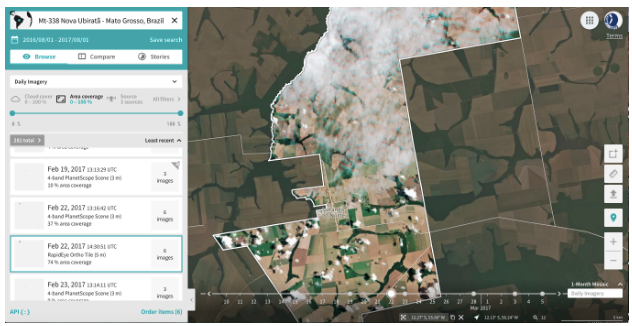 Mt-338 Nova Ubiratã - Mato Grosso, Brazil
2016/08/01 - 2017/08/01 Save search
Browse Compare Stories
Daily Imagery
Cloud cover
0 - 100 %
Area coverage
0 - 100 %
Source
3 sources
All filters
0 % 100 %
Least recent
Feb 19, 2017 13:13:29 UTC
4-band PlanetScope Scene (3 m)
10 % area coverage
3
images
Feb 22, 2017 13:16:42 UTC
4-band PlanetScope Scene (3 m)
37 % area coverage
6
images
Feb 22, 2017 14:30:51 UTC
RapidEye Ortho Tile (5 m)
74 % area coverage
6
images
Feb 23, 2017 13:14:11 UTC
4-band PlanetScope Scene (3 m)
3
images
API {:} Order items (6)
Terms
1-Month Mosaic
Daily Imagery
10 11 12 13 14 15 16 17 18 19 20 21 22 23 24 25 26 27 28 1 2 3 4 5
Mar 2017